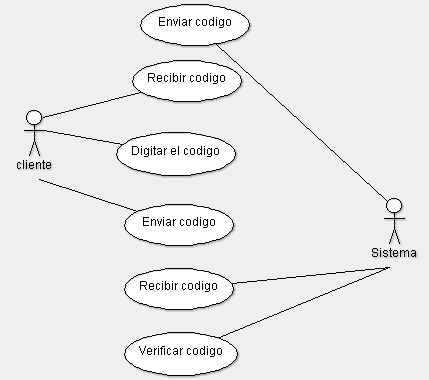 Enviar codigo
Recibir codigo
cliente
Digitar el codigo
Enviar codigo
Sistema
Recibir codigo
Verificar codigo